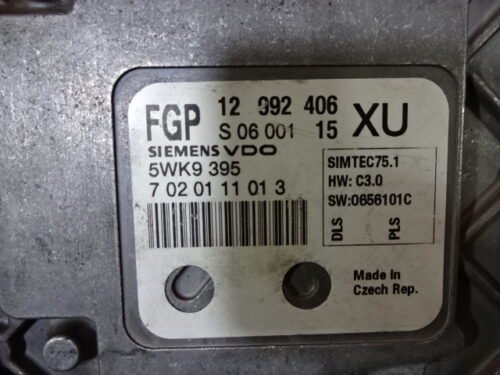 FGP 12 992 406 XU
S 06 001 15
SIEMENS VDO
5WK9 395
7 02 01 11 01 3
SIMTEC75.1
HW: C3.0
SW:0656101C
DLS
PLS
Made In
Czech Rep.